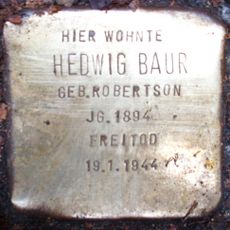 HIER WOHNTE
HEDWIG BAUR
GEB. ROBERTSON
JG. 1894
FREITOD
19.1.1944